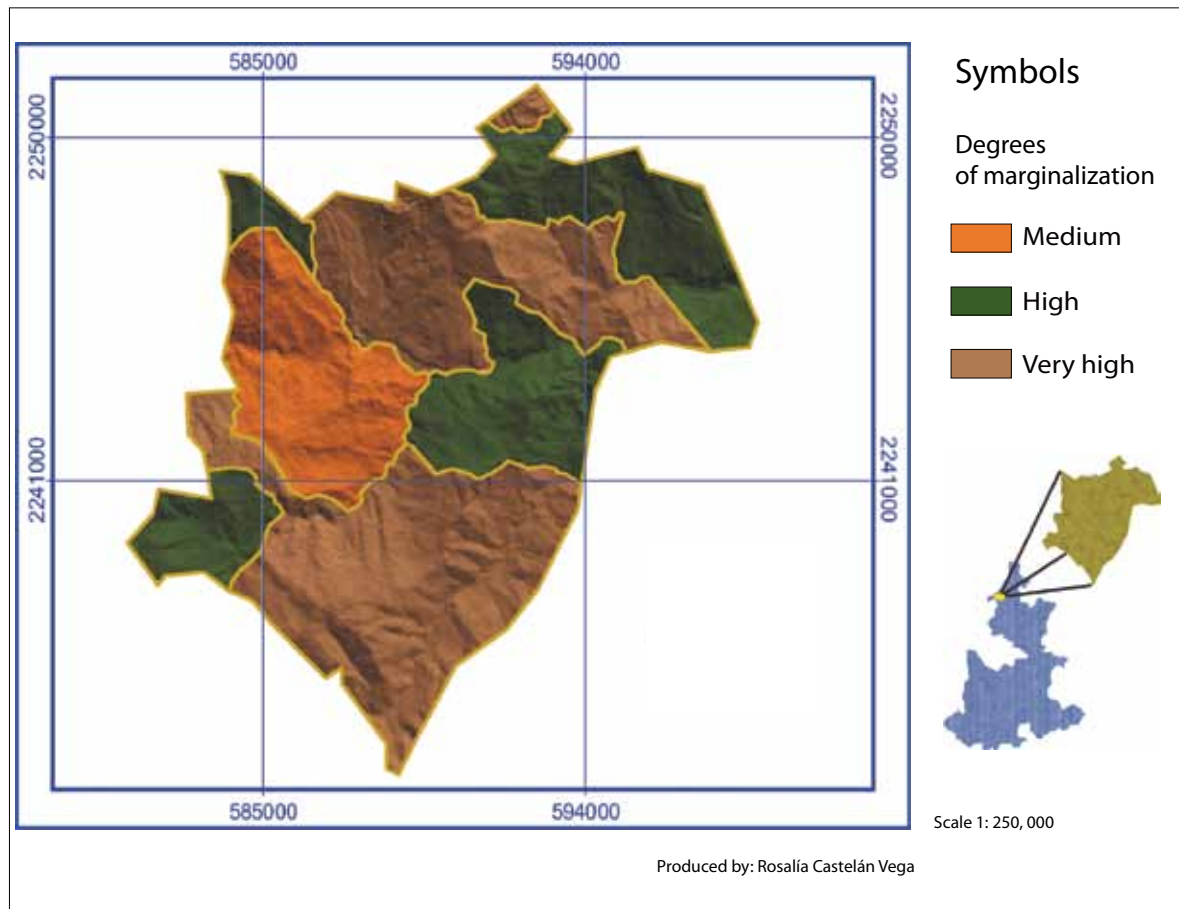 585000
594000
2250000
2250000
2241000
2241000
585000
594000
Symbols
Degrees
of marginalization
Medium
High
Very high
Scale 1: 250, 000
Produced by: Rosalía Castelán Vega